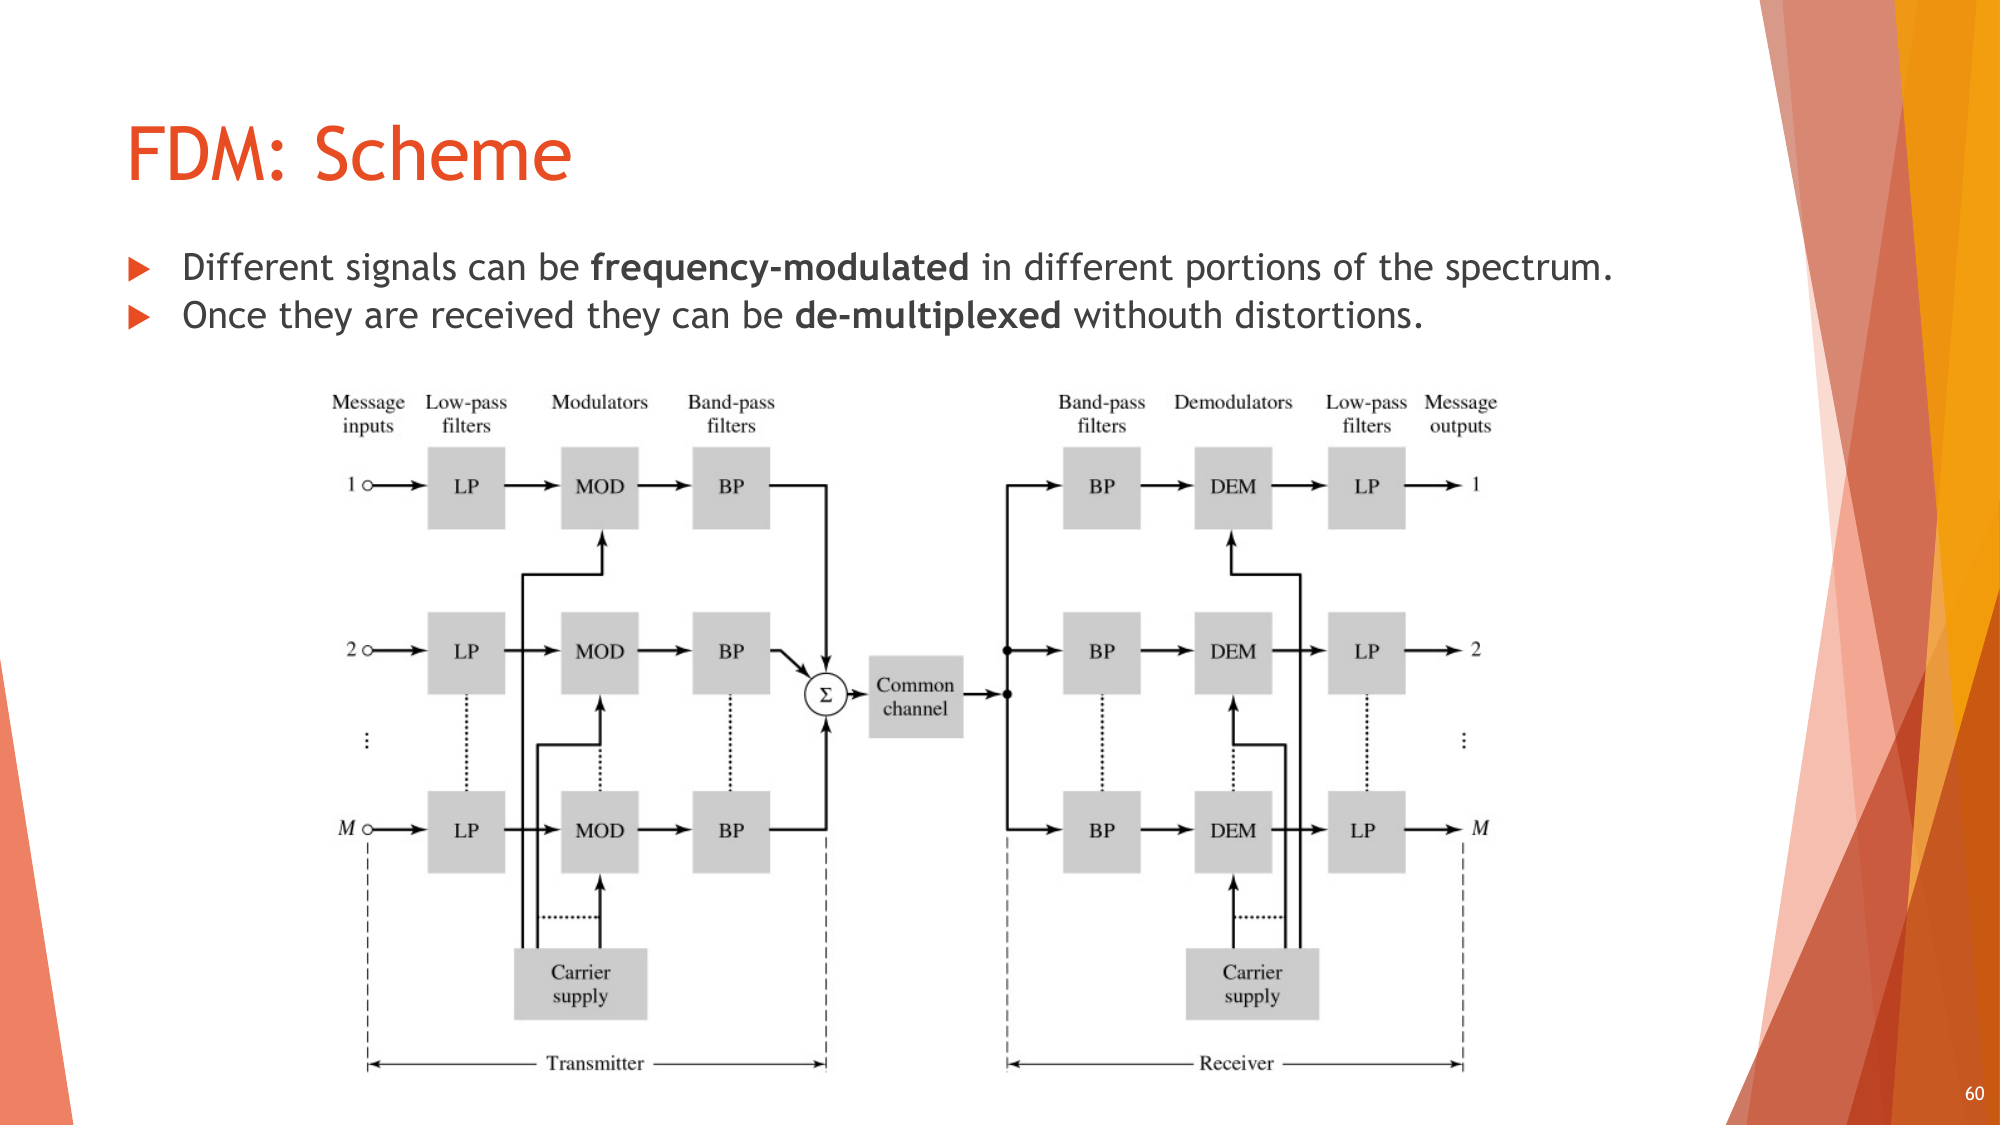 FDM: Scheme
Different signals can be frequency-modulated in different portions of the spectrum.
Once they are received they can be de-multiplexed withouth distortions.
Message inputs
Low-pass filters
Modulators
Band-pass filters
Band-pass filters
Demodulators
Low-pass filters
Message outputs
1 LP MOD BP BP DEM LP 1
2 LP MOD BP BP DEM LP 2
Σ
Common channel
⋮ ⋮
M LP MOD BP BP DEM LP M
Carrier supply
Carrier supply
Transmitter
Receiver
60